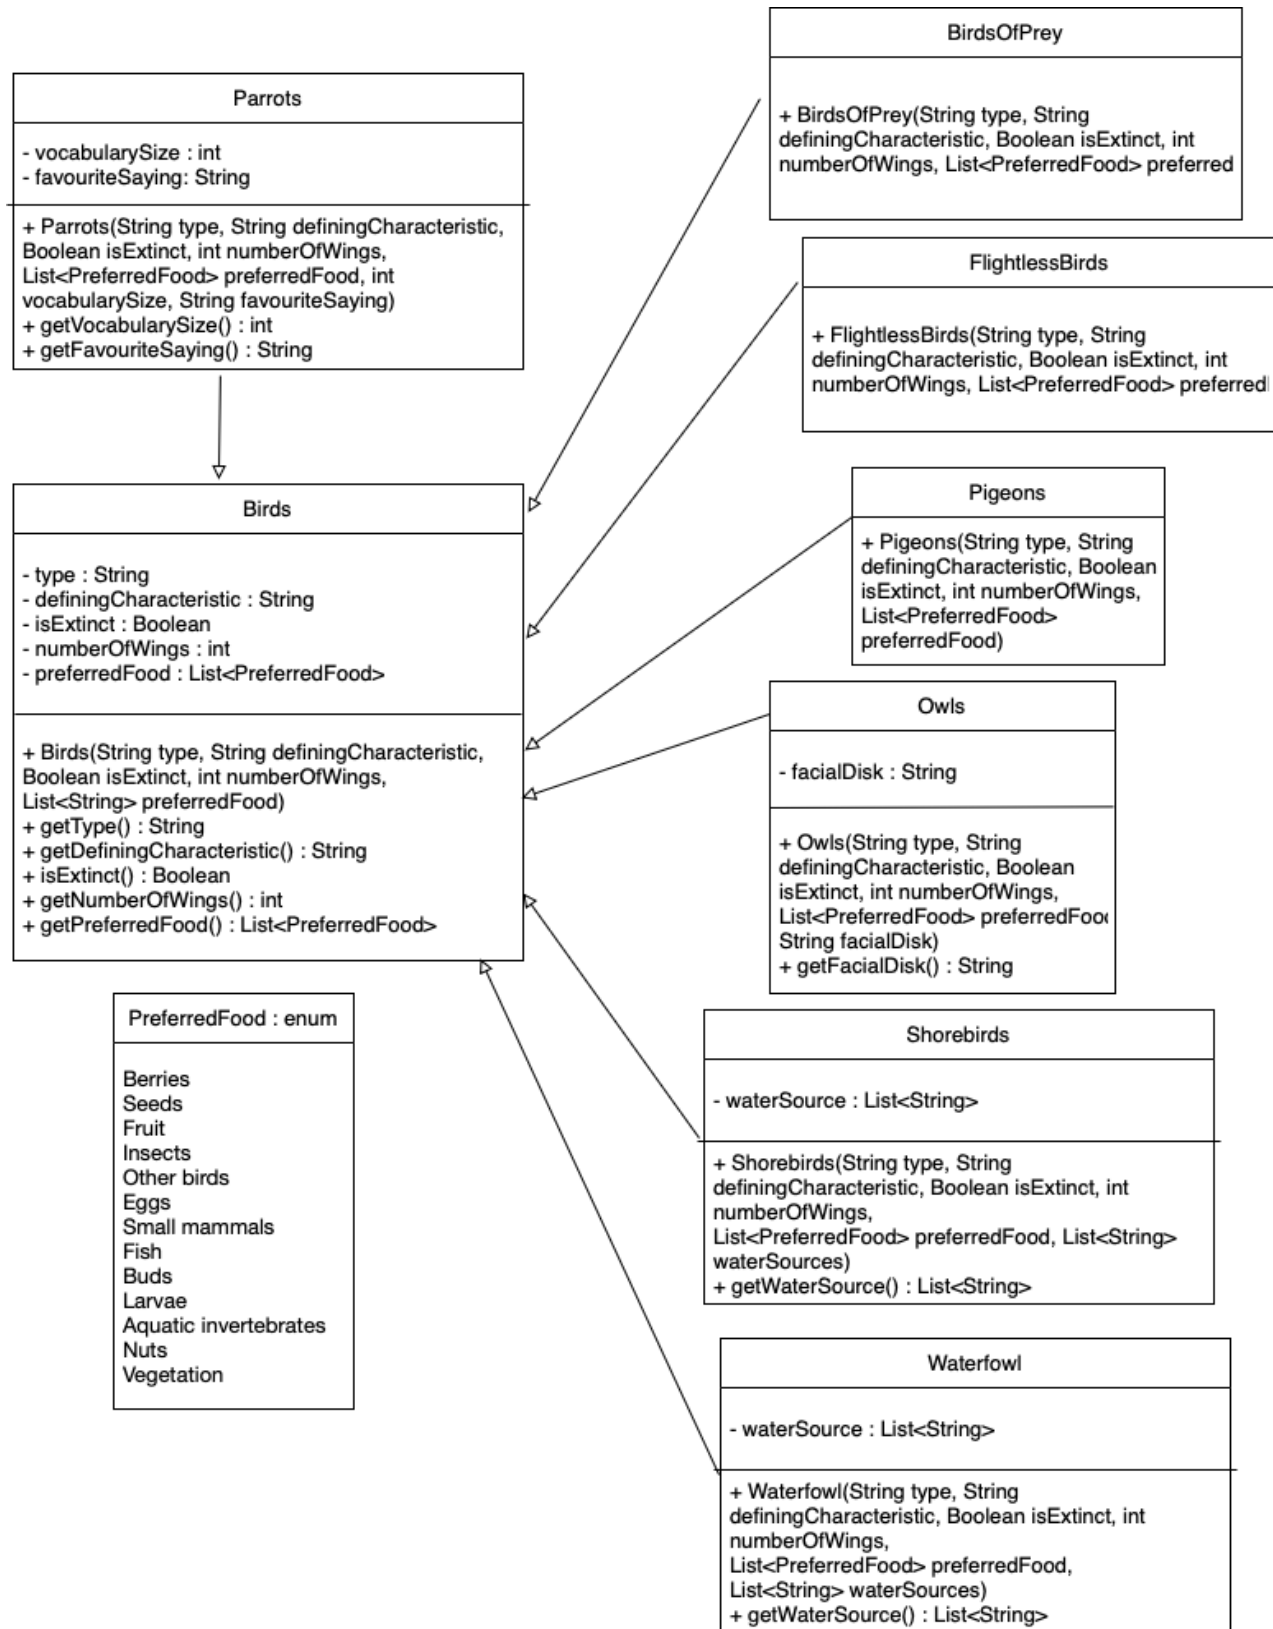 Parrots
- vocabularySize : int
- favouriteSaying: String
+ Parrots(String type, String definingCharacteristic,
Boolean isExtinct, int numberOfWings,
List<PreferredFood> preferredFood, int
vocabularySize, String favouriteSaying)
+ getVocabularySize() : int
+ getFavouriteSaying() : String
Birds
- type : String
- definingCharacteristic : String
- isExtinct : Boolean
- numberOfWings : int
- preferredFood : List<PreferredFood>
+ Birds(String type, String definingCharacteristic,
Boolean isExtinct, int numberOfWings,
List<String> preferredFood)
+ getType() : String
+ getDefiningCharacteristic() : String
+ isExtinct() : Boolean
+ getNumberOfWings() : int
+ getPreferredFood() : List<PreferredFood>
PreferredFood : enum
Berries
Seeds
Fruit
Insects
Other birds
Eggs
Small mammals
Fish
Buds
Larvae
Aquatic invertebrates
Nuts
Vegetation
BirdsOfPrey
+ BirdsOfPrey(String type, String
definingCharacteristic, Boolean isExtinct, int
numberOfWings, List<PreferredFood> preferred
FlightlessBirds
+ FlightlessBirds(String type, String
definingCharacteristic, Boolean isExtinct, int
numberOfWings, List<PreferredFood> preferred
Pigeons
+ Pigeons(String type, String
definingCharacteristic, Boolean
isExtinct, int numberOfWings,
List<PreferredFood>
preferredFood)
Owls
- facialDisk : String
+ Owls(String type, String
definingCharacteristic, Boolean
isExtinct, int numberOfWings,
List<PreferredFood> preferredFood
String facialDisk)
+ getFacialDisk() : String
Shorebirds
- waterSource : List<String>
+ Shorebirds(String type, String
definingCharacteristic, Boolean isExtinct, int
numberOfWings,
List<PreferredFood> preferredFood, List<String>
waterSources)
+ getWaterSource() : List<String>
Waterfowl
- waterSource : List<String>
+ Waterfowl(String type, String
definingCharacteristic, Boolean isExtinct, int
numberOfWings,
List<PreferredFood> preferredFood,
List<String> waterSources)
+ getWaterSource() : List<String>